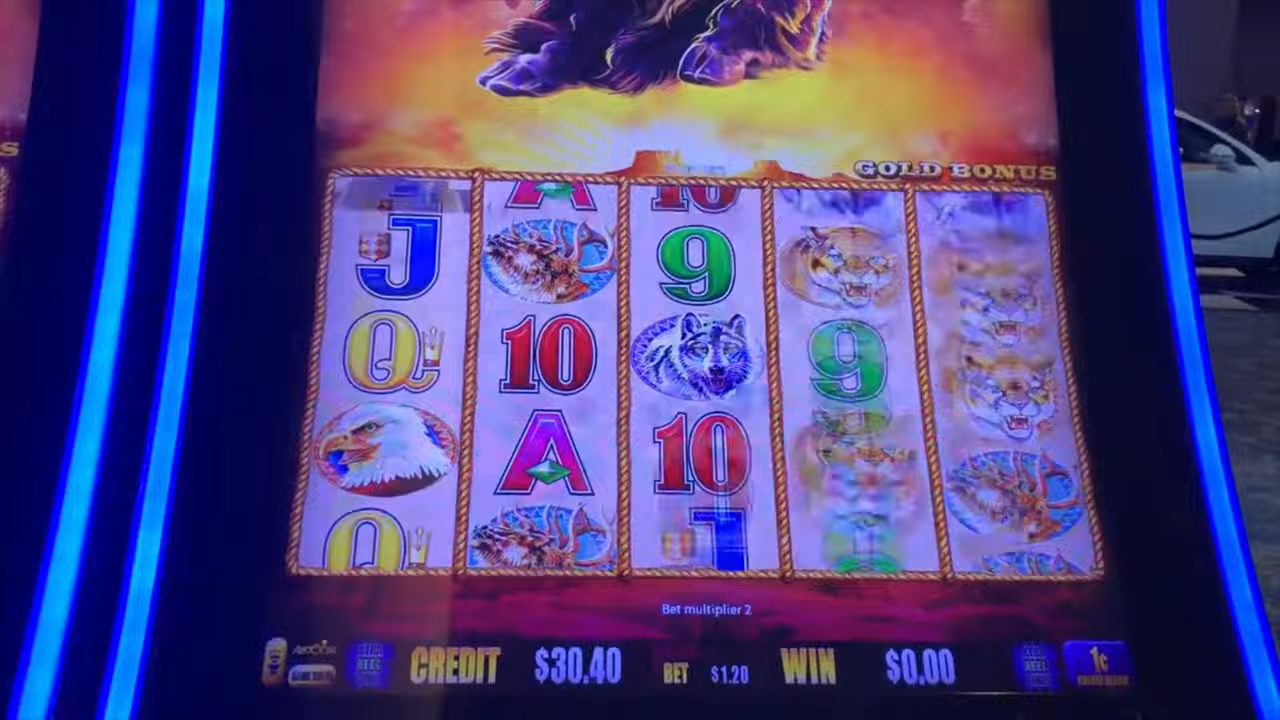 GOLD BONUS
A 10
J 9
Q 10 9
A 10
Q J
Bet multiplier 2
CREDIT $30.40 BET $1.20 WIN $0.00 1¢